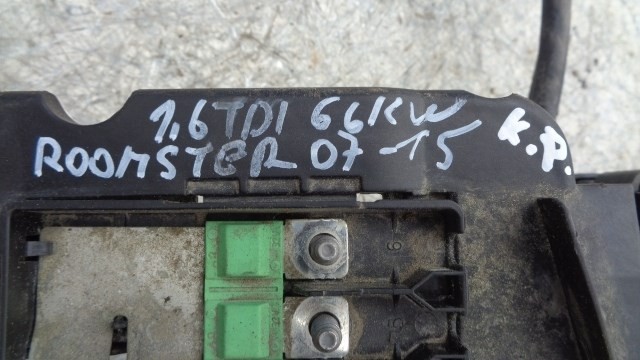 1,6TDI 66KW
ROOMSTER 07-15 K.P.